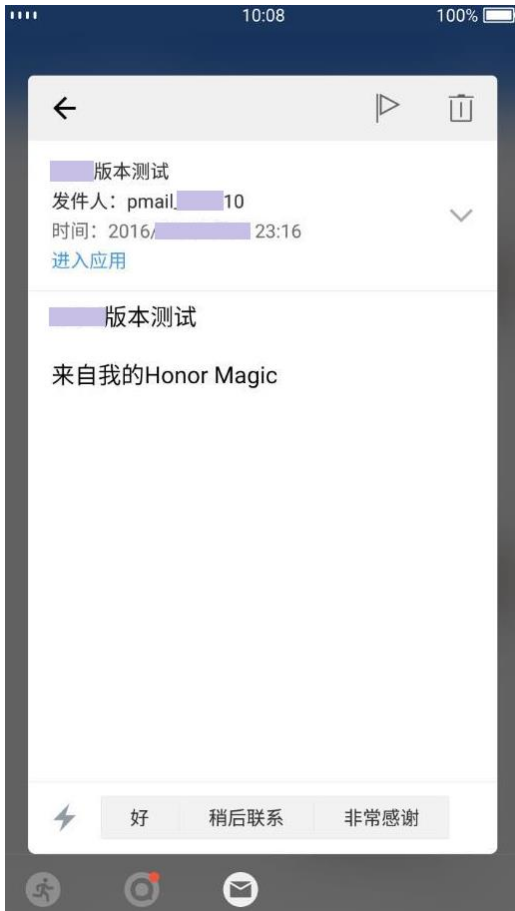 10:08 100%
版本测试
发件人：pmail_ 10
时间：2016/ 23:16
进入应用
版本测试
来自我的Honor Magic
好 稍后联系 非常感谢